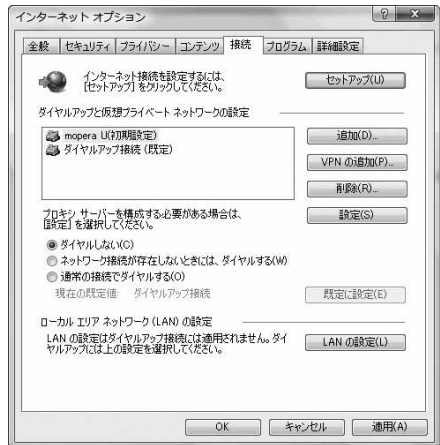 インターネット オプション
全般 セキュリティ プライバシー コンテンツ 接続 プログラム 詳細設定
インターネット接続を設定するには、
[セットアップ] をクリックしてください。
セットアップ(U)
ダイヤルアップと仮想プライベート ネットワークの設定
mopera U(初期設定)
ダイヤルアップ接続 (既定)
追加(D)...
VPN の追加(P)...
削除(R)...
プロキシ サーバーを構成する必要がある場合は、
[設定] を選択してください。
設定(S)
ダイヤルしない(C)
ネットワーク接続が存在しないときには、ダイヤルする(W)
通常の接続でダイヤルする(O)
現在の既定値: ダイヤルアップ接続
既定に設定(E)
ローカル エリア ネットワーク (LAN) の設定
LAN の設定はダイヤルアップ接続には適用されません。ダイ
ヤルアップには上の設定を選択してください。
LAN の設定(L)
OK キャンセル 適用(A)